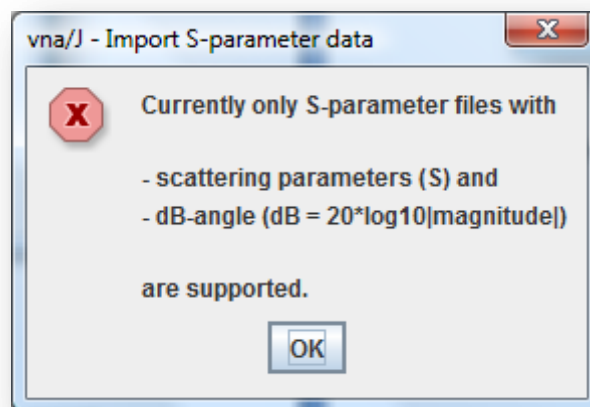 vna/J - Import S-parameter data
Currently only S-parameter files with
- scattering parameters (S) and
- dB-angle (dB = 20*log10|magnitude|)
are supported.
OK